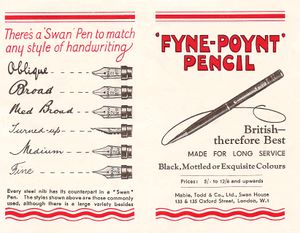 There's a 'Swan' Pen to match
any style of handwriting
Oblique
Broad
Med Broad
Turned-up
Medium
Fine
Every steel nib has its counterpart in a "Swan"
Pen. The styles shown above are those commonly
used, although there is a large variety besides
'FYNE-POYNT'
PENCIL
British—
therefore Best
MADE FOR LONG SERVICE
Black, Mottled or Exquisite Colours
Prices: 5/- to 12/6 and upwards
Mabie, Todd & Co., Ltd., Swan House
133 & 135 Oxford Street, London, W.1